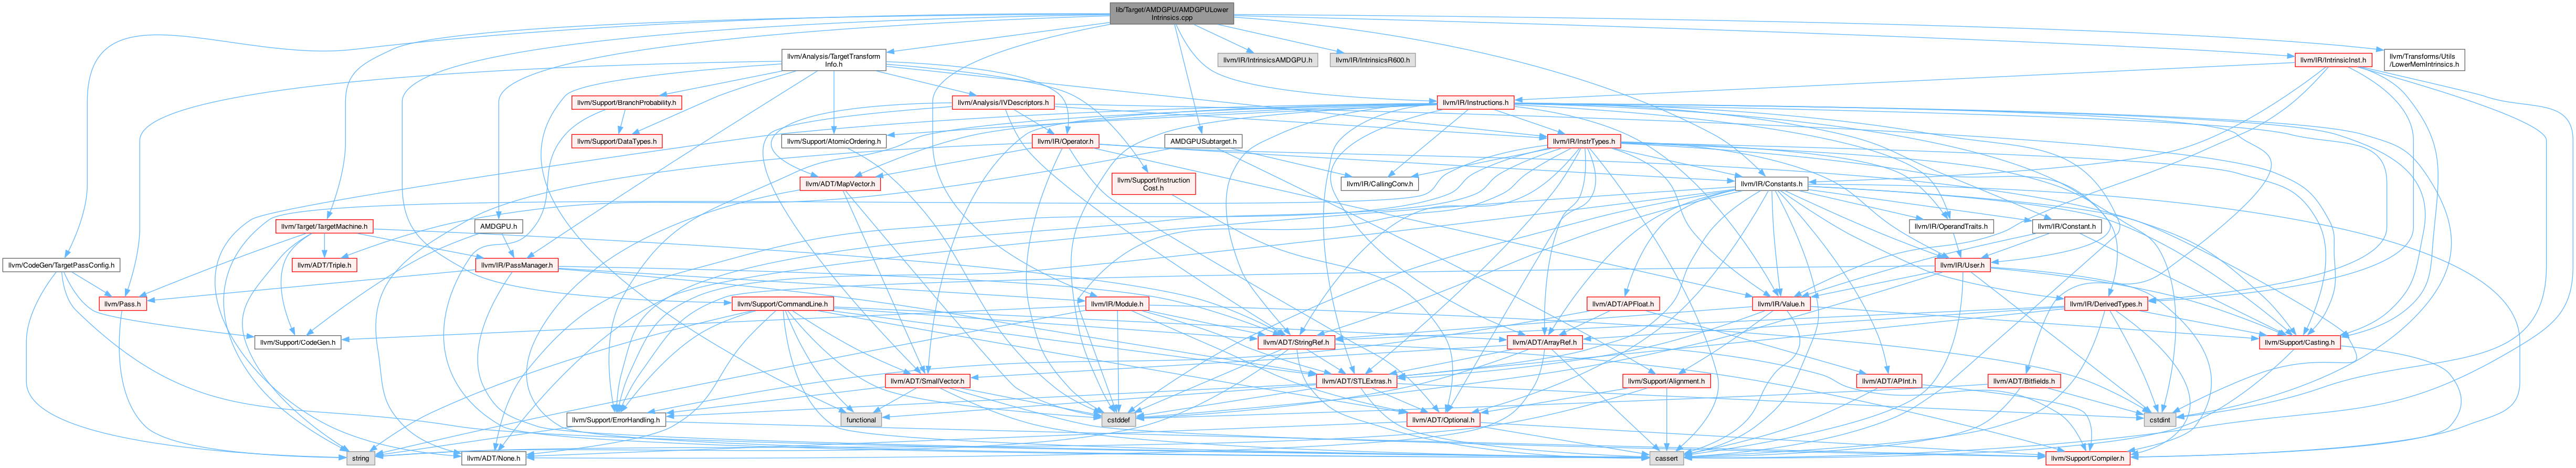 lib/Target/AMDGPU/AMDGPULower
Intrinsics.cpp
llvm/Analysis/TargetTransform
Info.h
llvm/IR/IntrinsicsAMDGPU.h
llvm/IR/IntrinsicsR600.h
llvm/IR/IntrinsicInst.h
llvm/Transforms/Utils
/LowerMemIntrinsics.h
llvm/Support/BranchProbability.h
llvm/Analysis/IVDescriptors.h
llvm/IR/Instructions.h
llvm/Support/DataTypes.h
llvm/Support/AtomicOrdering.h
llvm/IR/Operator.h
AMDGPUSubtarget.h
llvm/IR/InstrTypes.h
llvm/ADT/MapVector.h
llvm/Support/Instruction
Cost.h
llvm/IR/CallingConv.h
llvm/IR/Constants.h
llvm/Target/TargetMachine.h
AMDGPU.h
llvm/IR/OperandTraits.h
llvm/IR/Constant.h
llvm/CodeGen/TargetPassConfig.h
llvm/ADT/Triple.h
llvm/IR/PassManager.h
llvm/IR/User.h
llvm/Pass.h
llvm/Support/CommandLine.h
llvm/IR/Module.h
llvm/ADT/APFloat.h
llvm/IR/Value.h
llvm/IR/DerivedTypes.h
llvm/Support/CodeGen.h
llvm/ADT/StringRef.h
llvm/ADT/ArrayRef.h
llvm/Support/Casting.h
llvm/ADT/SmallVector.h
llvm/ADT/STLExtras.h
llvm/Support/Alignment.h
llvm/ADT/APInt.h
llvm/ADT/Bitfields.h
llvm/Support/ErrorHandling.h
functional
cstddef
llvm/ADT/Optional.h
cstdint
string
llvm/ADT/None.h
cassert
llvm/Support/Compiler.h